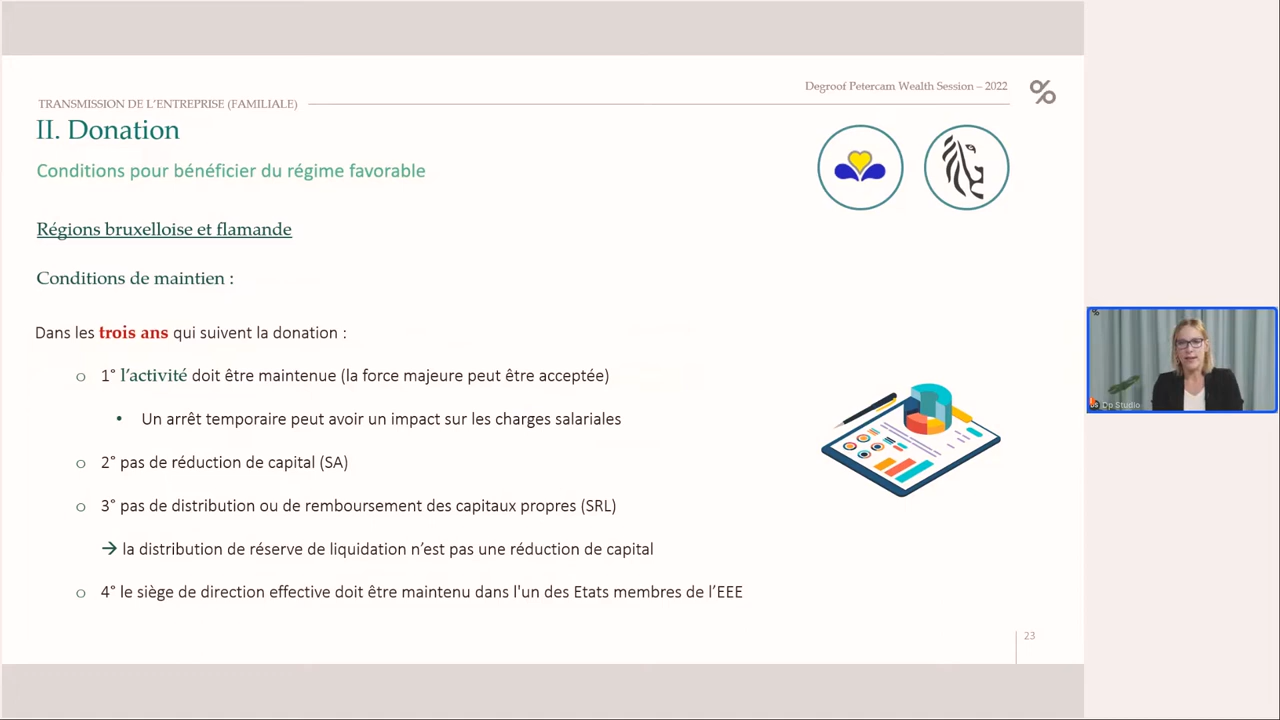 Degroof Petercam Wealth Session – 2022
TRANSMISSION DE L'ENTREPRISE (FAMILIALE)
II. Donation
Conditions pour bénéficier du régime favorable
Régions bruxelloise et flamande
Conditions de maintien :
Dans les trois ans qui suivent la donation :
o 1° l'activité doit être maintenue (la force majeure peut être acceptée)
• Un arrêt temporaire peut avoir un impact sur les charges salariales
o 2° pas de réduction de capital (SA)
o 3° pas de distribution ou de remboursement des capitaux propres (SRL)
→ la distribution de réserve de liquidation n'est pas une réduction de capital
o 4° le siège de direction effective doit être maintenu dans l'un des Etats membres de l'EEE
23
Dp Studio